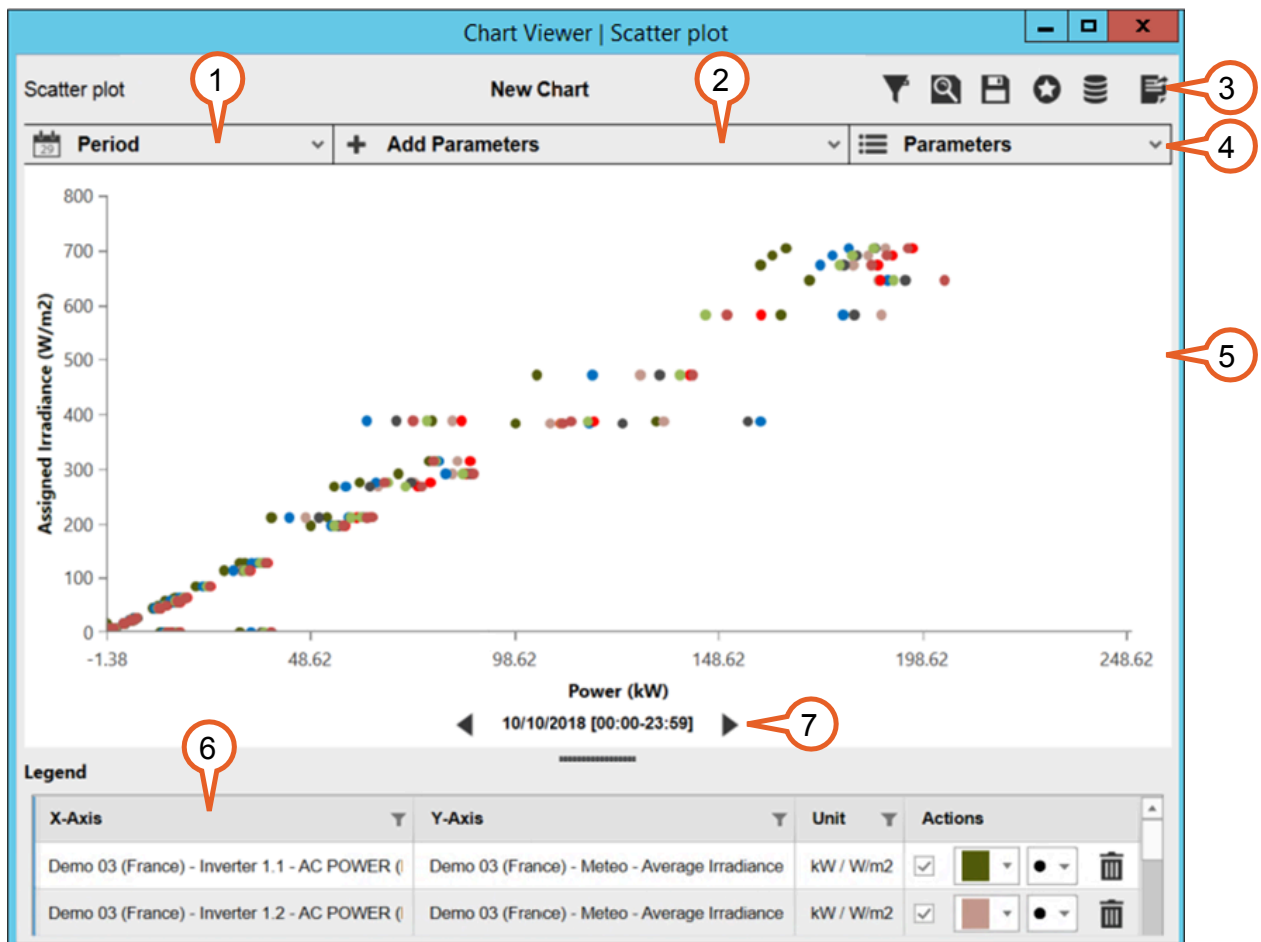 Chart Viewer | Scatter plot
X
Scatter plot
1
New Chart
2
3
29
Period
Add Parameters
Parameters
4
800
700
600
500
400
300
200
100
0
Assigned Irradiance (W/m2)
5
-1.38
48.62
98.62
148.62
198.62
248.62
Power (kW)
10/10/2018 [00:00-23:59]
7
6
Legend
X-Axis
Y-Axis
Unit
Actions
Demo 03 (France) - Inverter 1.1 - AC POWER (
Demo 03 (France) - Meteo - Average Irradiance
kW / W/m2
Demo 03 (France) - Inverter 1.2 - AC POWER (
Demo 03 (France) - Meteo - Average Irradiance
kW / W/m2